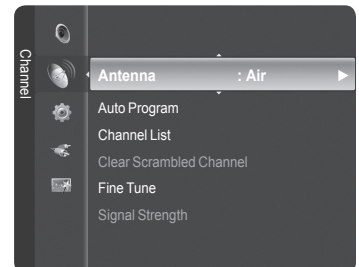 Channel
Antenna : Air
Auto Program
Channel List
Clear Scrambled Channel
Fine Tune
Signal Strength